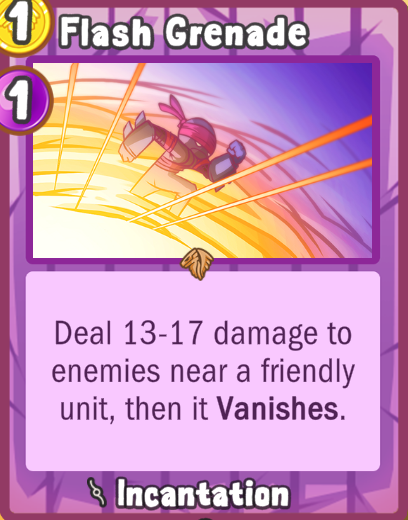 1 Flash Grenade
1
Deal 13-17 damage to
enemies near a friendly
unit, then it Vanishes.
Incantation